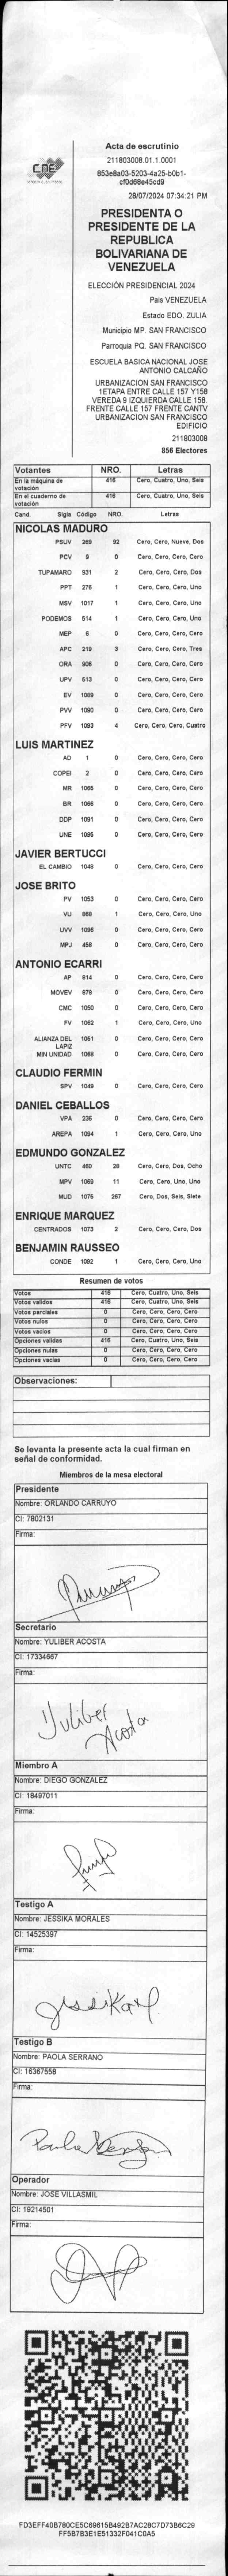 Acta de escrutinio
211803008.01.1.0001
853e8a03-5203-4a25-b0b1-
cf0d69e45cd9
28/07/2024 07:34:21 PM
CNE
PRESIDENTA O
PRESIDENTE DE LA
REPUBLICA
BOLIVARIANA DE
VENEZUELA
ELECCIÓN PRESIDENCIAL 2024
País VENEZUELA
Estado EDO. ZULIA
Municipio MP. SAN FRANCISCO
Parroquia PQ. SAN FRANCISCO
ESCUELA BASICA NACIONAL JOSE
ANTONIO CALCAÑO
URBANIZACION SAN FRANCISCO
1ETAPA ENTRE CALLE 157 Y158
VEREDA 9 IZQUIERDA CALLE 158.
FRENTE CALLE 157 FRENTE CANTV
URBANIZACION SAN FRANCISCO
EDIFICIO
211803008
856 Electores
Votantes NRO. Letras
En la máquina de votación 416 Cero, Cuatro, Uno, Seis
En el cuaderno de votación 416 Cero, Cuatro, Uno, Seis
Cand. Sigla Código NRO. Letras
NICOLAS MADURO
PSUV 269 92 Cero, Cero, Nueve, Dos
PCV 9 0 Cero, Cero, Cero, Cero
TUPAMARO 931 2 Cero, Cero, Cero, Dos
PPT 276 1 Cero, Cero, Cero, Uno
MSV 1017 1 Cero, Cero, Cero, Uno
PODEMOS 514 1 Cero, Cero, Cero, Uno
MEP 6 0 Cero, Cero, Cero, Cero
APC 219 3 Cero, Cero, Cero, Tres
ORA 906 0 Cero, Cero, Cero, Cero
UPV 513 0 Cero, Cero, Cero, Cero
EV 1089 0 Cero, Cero, Cero, Cero
PVV 1090 0 Cero, Cero, Cero, Cero
PFV 1093 4 Cero, Cero, Cero, Cuatro
LUIS MARTINEZ
AD 1 0 Cero, Cero, Cero, Cero
COPEI 2 0 Cero, Cero, Cero, Cero
MR 1065 0 Cero, Cero, Cero, Cero
BR 1066 0 Cero, Cero, Cero, Cero
DDP 1091 0 Cero, Cero, Cero, Cero
UNE 1095 0 Cero, Cero, Cero, Cero
JAVIER BERTUCCI
EL CAMBIO 1048 0 Cero, Cero, Cero, Cero
JOSE BRITO
PV 1053 0 Cero, Cero, Cero, Cero
VU 868 1 Cero, Cero, Cero, Uno
UVV 1096 0 Cero, Cero, Cero, Cero
MPJ 458 0 Cero, Cero, Cero, Cero
ANTONIO ECARRI
AP 814 0 Cero, Cero, Cero, Cero
MOVEV 679 0 Cero, Cero, Cero, Cero
CMC 1050 0 Cero, Cero, Cero, Cero
FV 1062 1 Cero, Cero, Cero, Uno
ALIANZA DEL LAPIZ 1051 0 Cero, Cero, Cero, Cero
MIN UNIDAD 1068 0 Cero, Cero, Cero, Cero
CLAUDIO FERMIN
SPV 1049 0 Cero, Cero, Cero, Cero
DANIEL CEBALLOS
VPA 235 0 Cero, Cero, Cero, Cero
AREPA 1094 1 Cero, Cero, Cero, Uno
EDMUNDO GONZALEZ
UNTC 460 28 Cero, Cero, Dos, Ocho
MPV 1069 11 Cero, Cero, Uno, Uno
MUD 1075 267 Cero, Dos, Seis, Siete
ENRIQUE MARQUEZ
CENTRADOS 1073 2 Cero, Cero, Cero, Dos
BENJAMIN RAUSSEO
CONDE 1092 1 Cero, Cero, Cero, Uno
Resumen de votos
Votos 416 Cero, Cuatro, Uno, Seis
Votos validos 416 Cero, Cuatro, Uno, Seis
Votos parciales 0 Cero, Cero, Cero, Cero
Votos nulos 0 Cero, Cero, Cero, Cero
Votos vacios 0 Cero, Cero, Cero, Cero
Opciones validas 416 Cero, Cuatro, Uno, Seis
Opciones nulas 0 Cero, Cero, Cero, Cero
Opciones vacias 0 Cero, Cero, Cero, Cero
Observaciones:
Se levanta la presente acta la cual firman en
señal de conformidad.
Miembros de la mesa electoral
Presidente
Nombre: ORLANDO CARRUYO
CI: 7802131
Firma:
Secretario
Nombre: YULIBER ACOSTA
CI: 17334667
Firma:
Yuliber
Acosta
Miembro A
Nombre: DIEGO GONZALEZ
CI: 18497011
Firma:
Testigo A
Nombre: JESSIKA MORALES
CI: 14525397
Firma:
Testigo B
Nombre: PAOLA SERRANO
CI: 16367558
Firma:
Operador
Nombre: JOSE VILLASMIL
CI: 19214501
Firma:
FD3EFF40B780CE5C69615B492B7AC28C7D73B6C29
FF5B7B3E1E51332F041C0A5